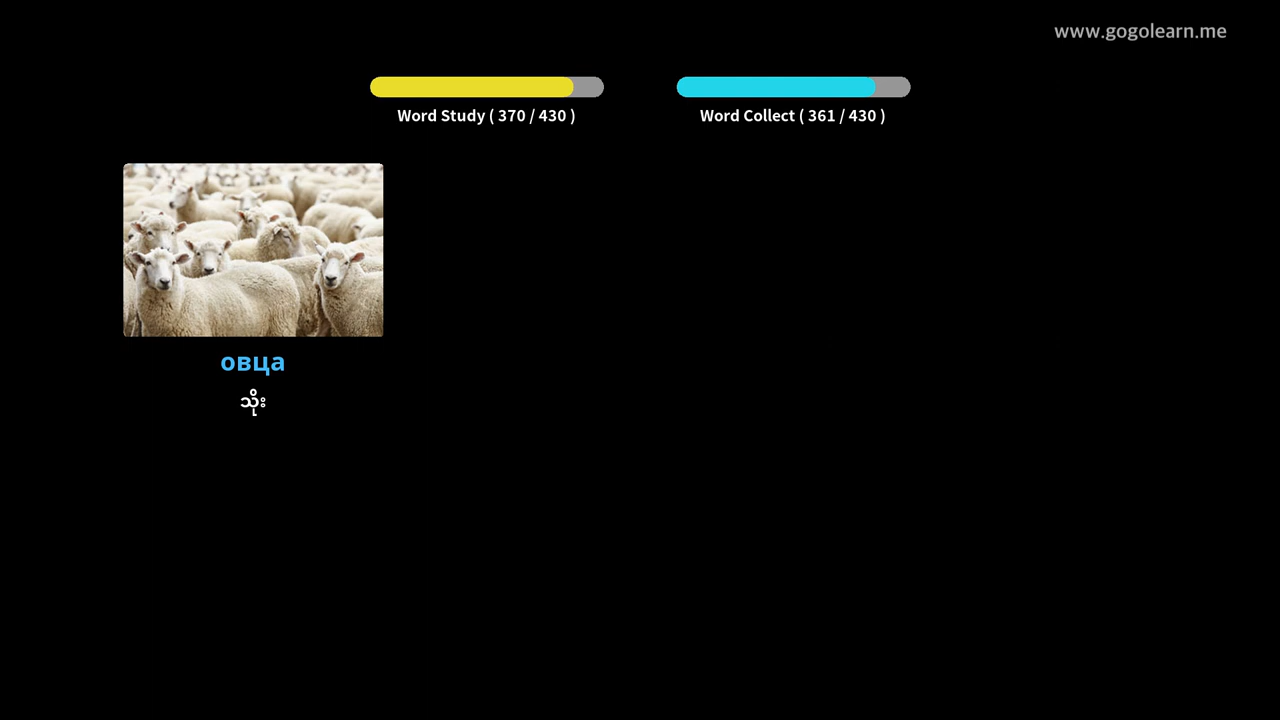 www.gogolearn.me
Word Study ( 370 / 430 )
Word Collect ( 361 / 430 )
овца
သိုး